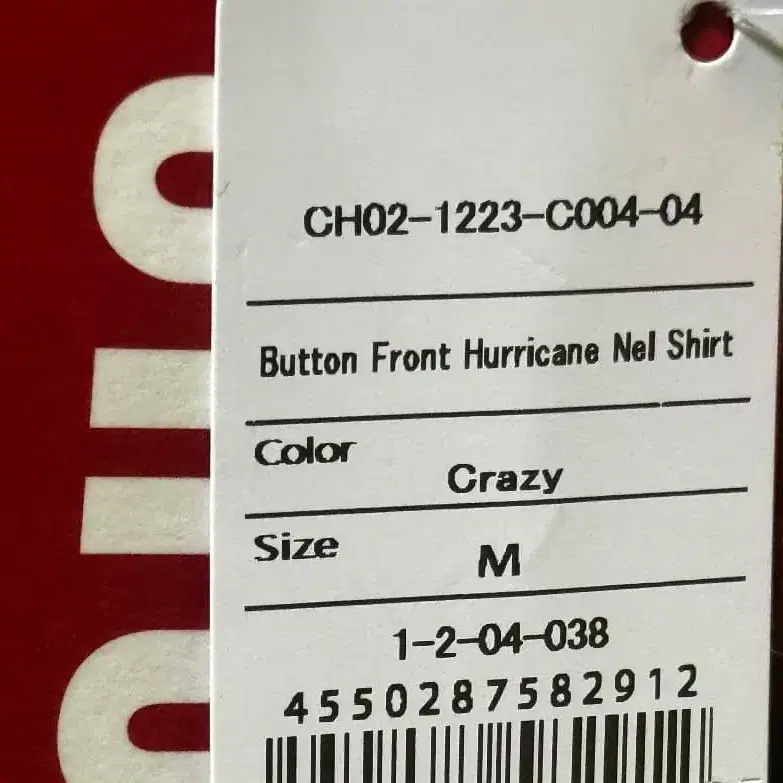 CH02-1223-C004-04
Button Front Hurricane Nel Shirt
Color
Crazy
Size
M
1-2-04-038
4550287582912